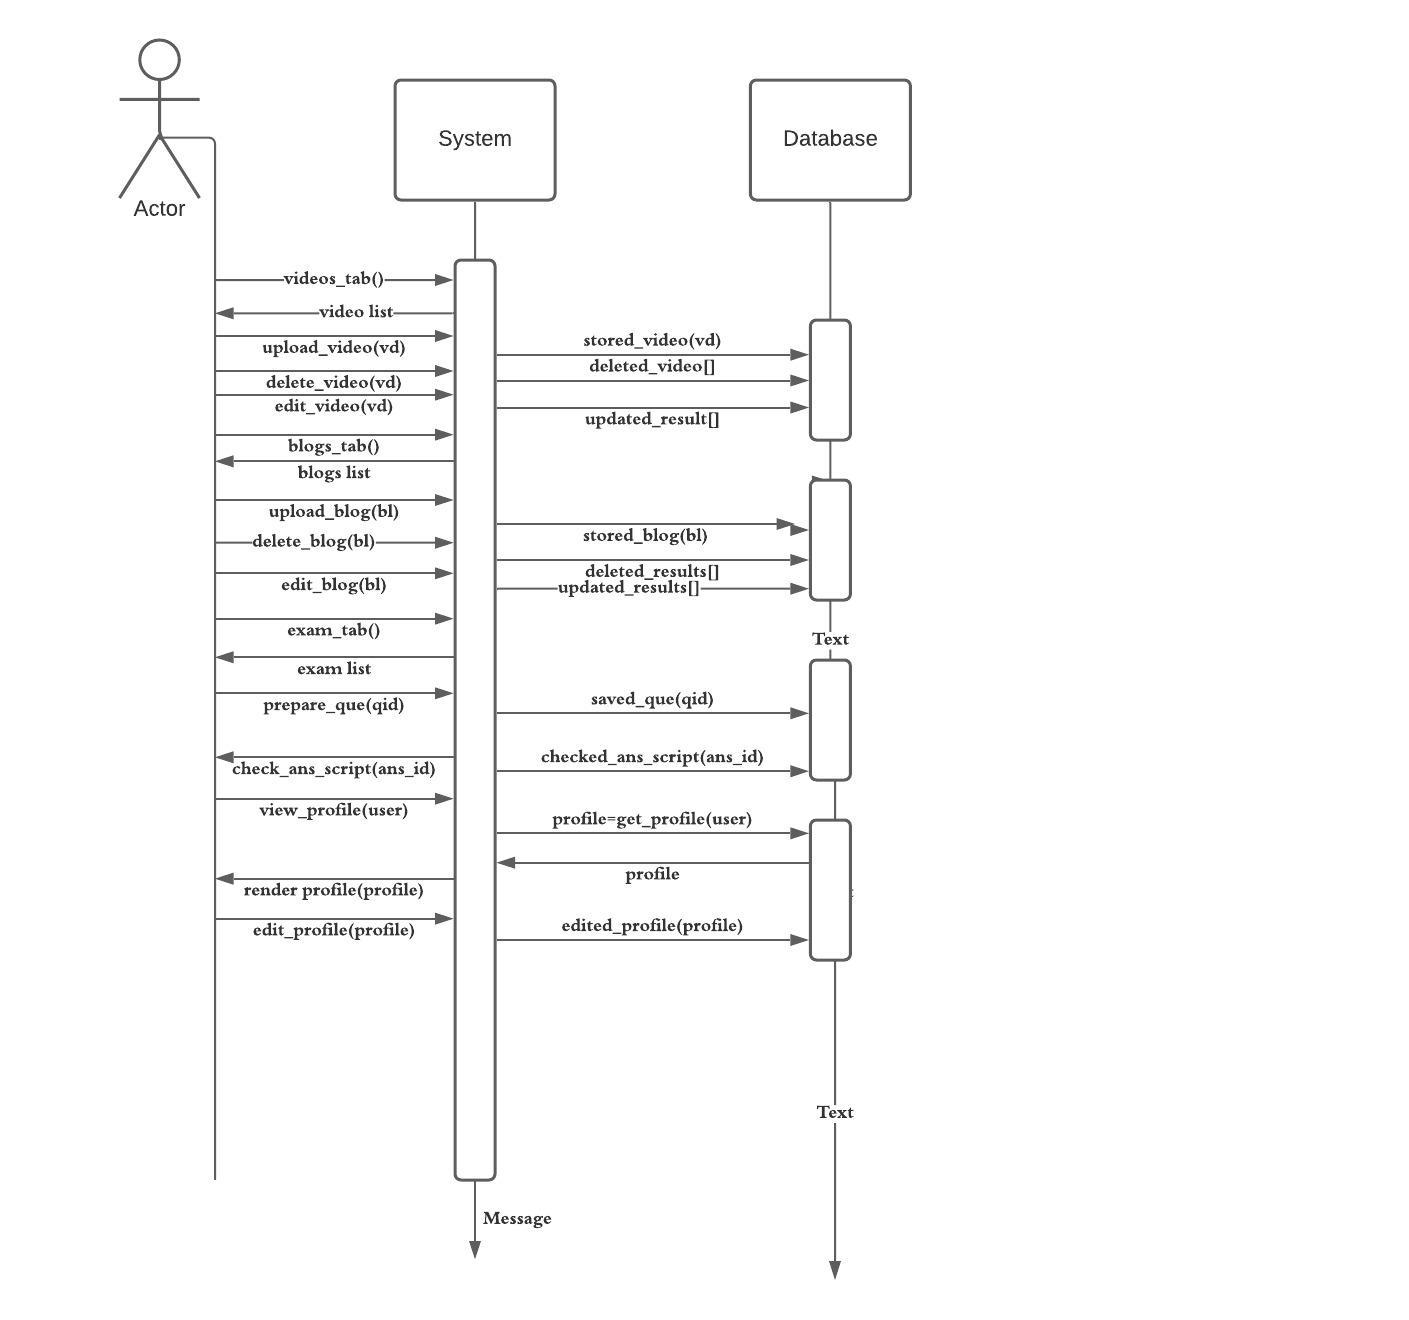 System
Database
Actor
videos_tab()
video list
stored_video(vd)
upload_video(vd)
deleted_video[]
delete_video(vd)
edit_video(vd)
updated_result[]
blogs_tab()
blogs list
upload_blog(bl)
stored_blog(bl)
delete_blog(bl)
deleted_results[]
edit_blog(bl)
updated_results[]
exam_tab()
Text
exam list
saved_que(qid)
prepare_que(qid)
checked_ans_script(ans_id)
check_ans_script(ans_id)
view_profile(user)
profile=get_profile(user)
profile
render profile(profile)
edited_profile(profile)
edit_profile(profile)
Text
Message